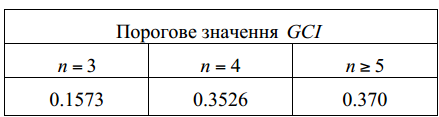 Порогове значення GCI
n = 3 n = 4 n ≥ 5
0.1573 0.3526 0.370